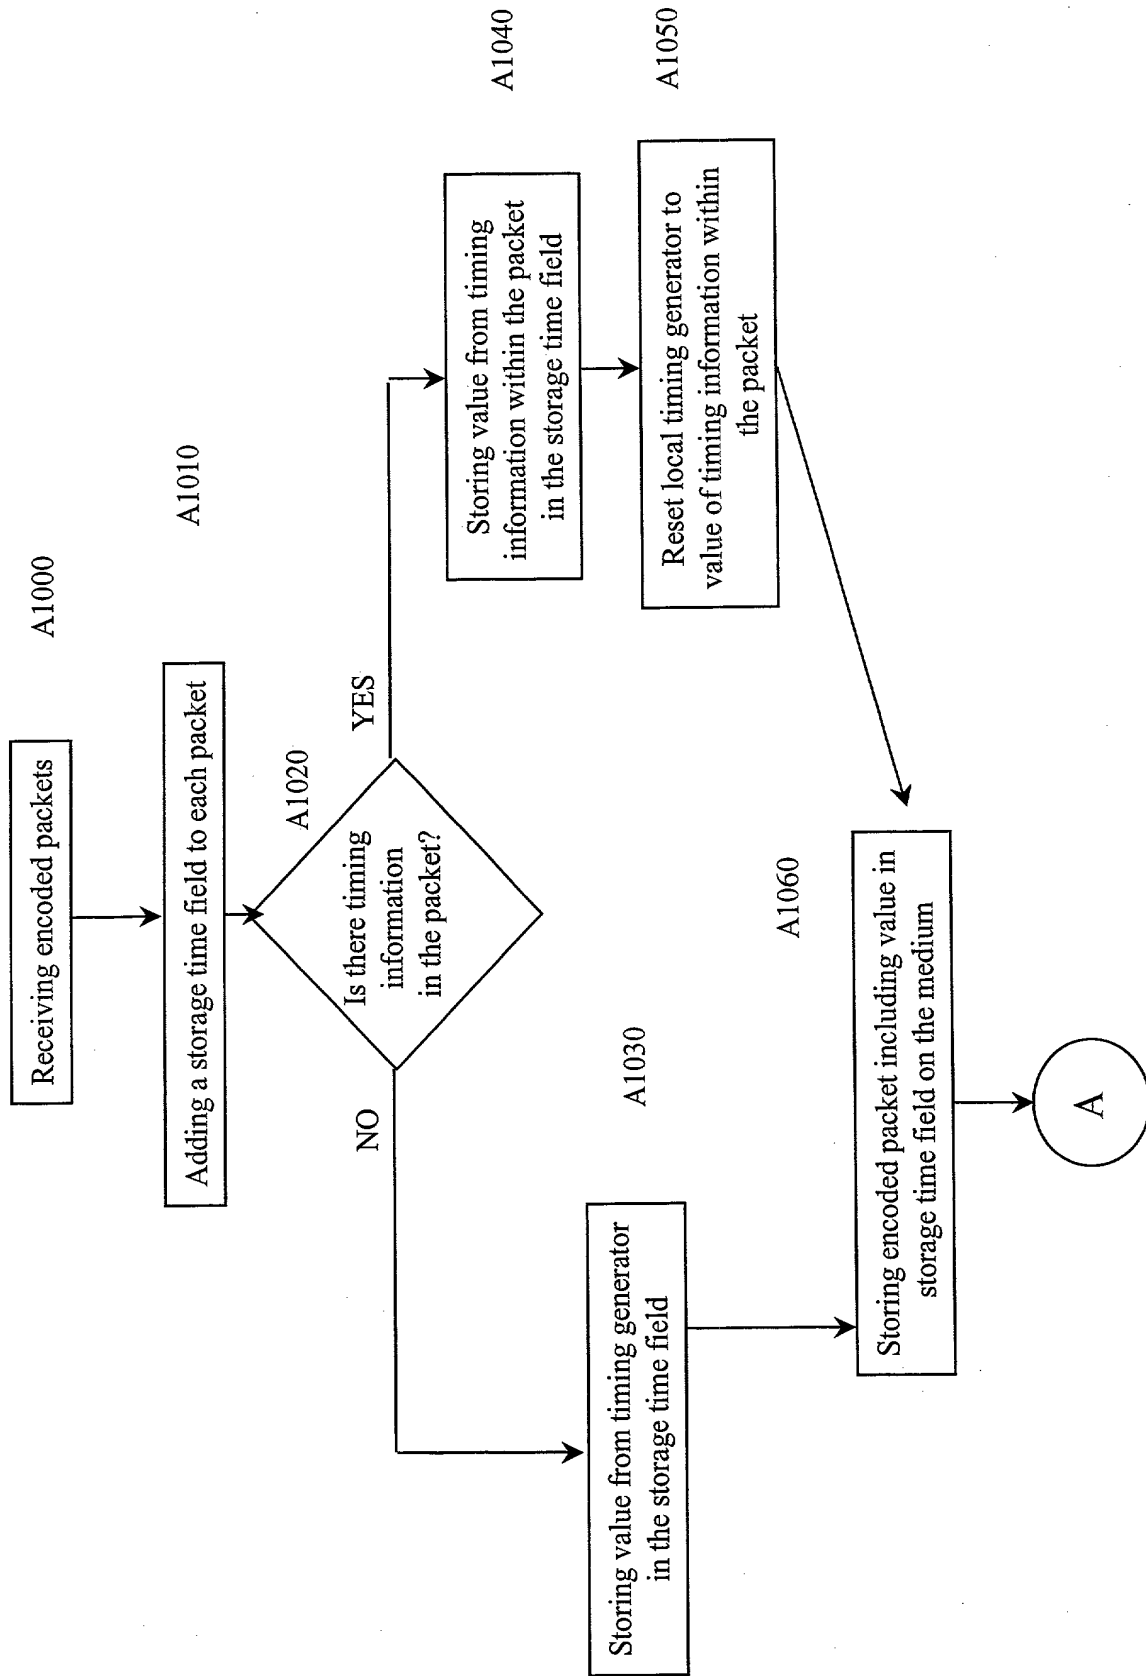 Receiving encoded packets
A1000
Adding a storage time field to each packet
A1010
Is there timing
information
in the packet?
A1020
NO
YES
Storing value from timing generator
in the storage time field
A1030
Storing value from timing
information within the packet
in the storage time field
A1040
Reset local timing generator to
value of timing information within
the packet
A1050
Storing encoded packet including value in
storage time field on the medium
A1060
A